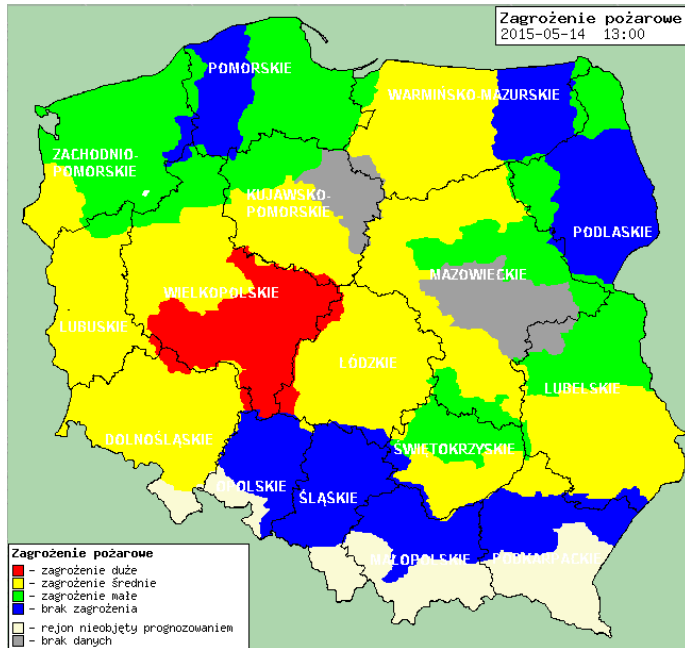 Zagrożenie pożarowe
2015-05-14 13:00
POMORSKIE
WARMIŃSKO-MAZURSKIE
ZACHODNIO-
POMORSKIE
KUJAWSKO-
POMORSKIE
PODLASKIE
MAZOWIECKIE
WIELKOPOLSKIE
LUBUSKIE
ŁÓDZKIE
LUBELSKIE
DOLNOŚLĄSKIE
ŚWIĘTOKRZYSKIE
OPOLSKIE
ŚLĄSKIE
MAŁOPOLSKIE
PODKARPACKIE
Zagrożenie pożarowe
- zagrożenie duże
- zagrożenie średnie
- zagrożenie małe
- brak zagrożenia
- rejon nieobjęty prognozowaniem
- brak danych